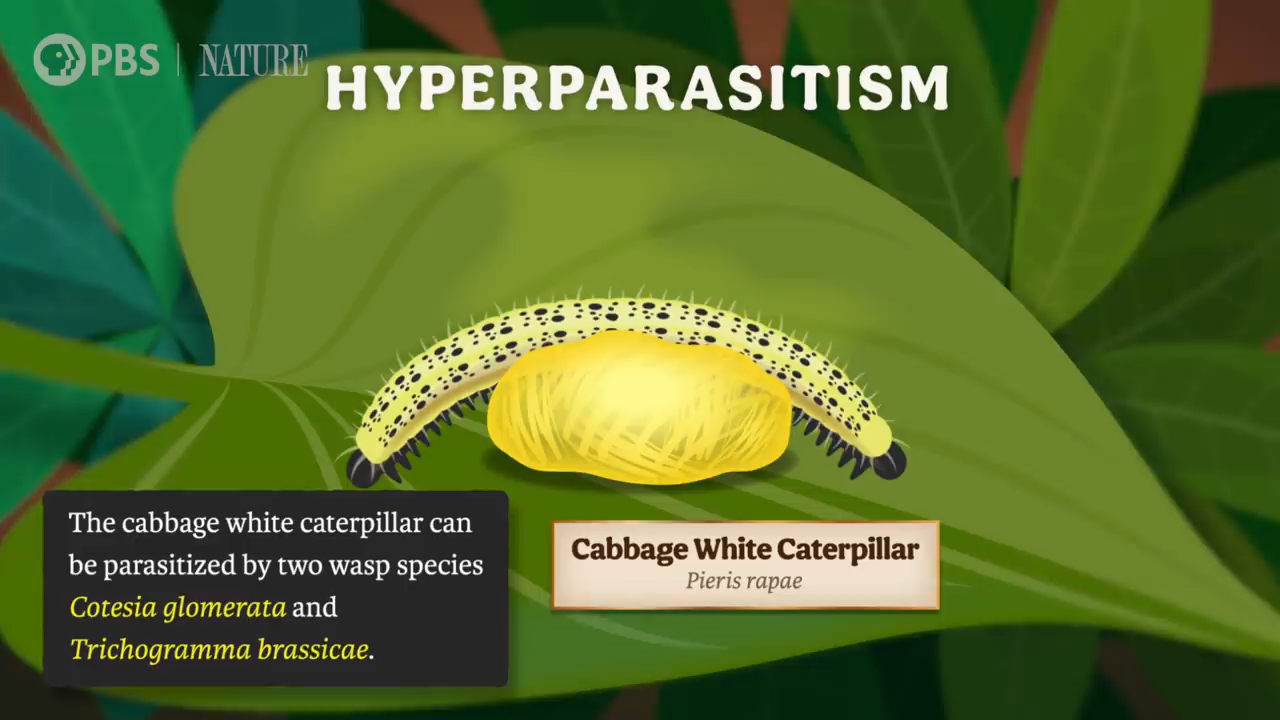 PBS | NATURE
HYPERPARASITISM
The cabbage white caterpillar can
be parasitized by two wasp species
Cotesia glomerata and
Trichogramma brassicae.
Cabbage White Caterpillar
Pieris rapae